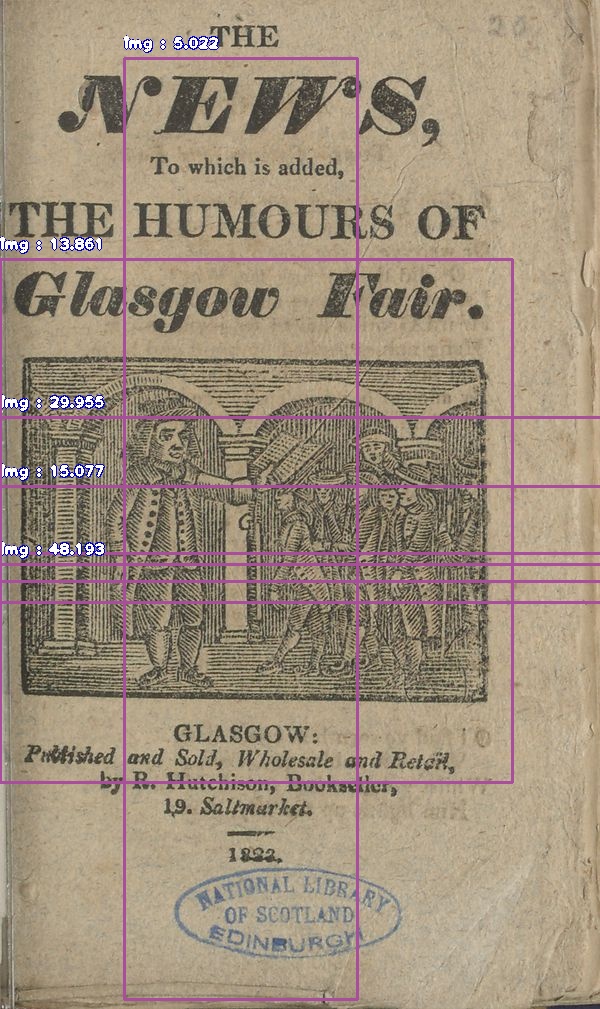 THE
NEWS,
To which is added,
THE HUMOURS OF
Glasgow Fair.
G
GLASGOW:
Published and Sold, Wholesale and Retail,
by R. Hutchison, Bookseller,
19. Saltmarket.
1823.
NATIONAL LIBRARY
OF SCOTLAND
EDINBURGH
img : 5.022
img : 13.861
img : 29.955
img : 15.077
img : 48.193